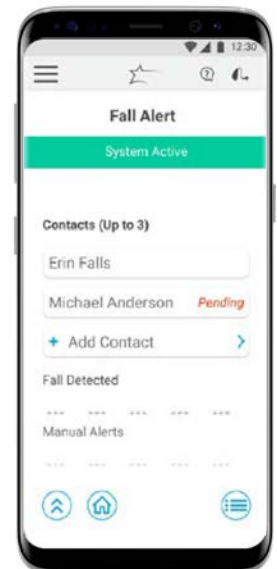 12:30
Fall Alert
System Active
Contacts (Up to 3)
Erin Falls
Michael Anderson Pending
+ Add Contact >
Fall Detected
--- --- --- --- ---
Manual Alerts
--- --- --- --- ---